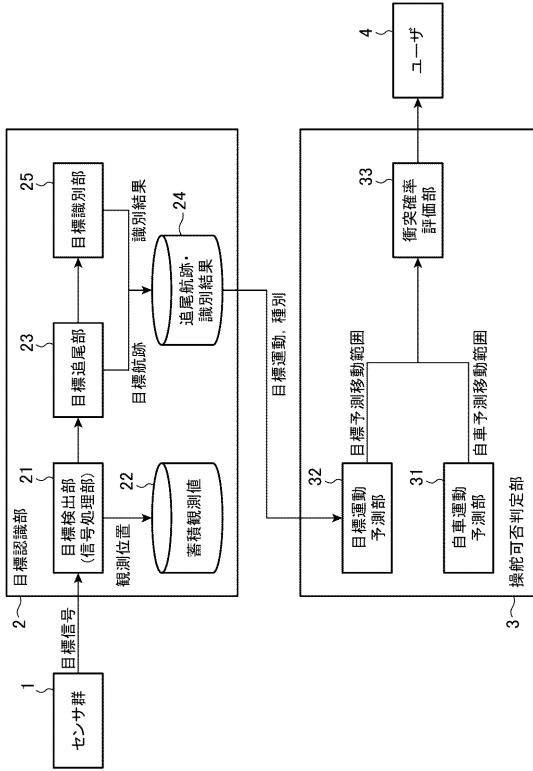 1
センサ群
目標信号
2
目標認識部
21
目標検出部
(信号処理部)
観測位置
22
蓄積観測値
23
目標追尾部
目標航跡
25
目標識別部
識別結果
24
追尾航跡・
識別結果
目標運動, 種別
32
目標運動
予測部
目標予測移動範囲
31
自車運動
予測部
自車予測移動範囲
33
衝突確率
評価部
3
操舵可否判定部
4
ユーザ